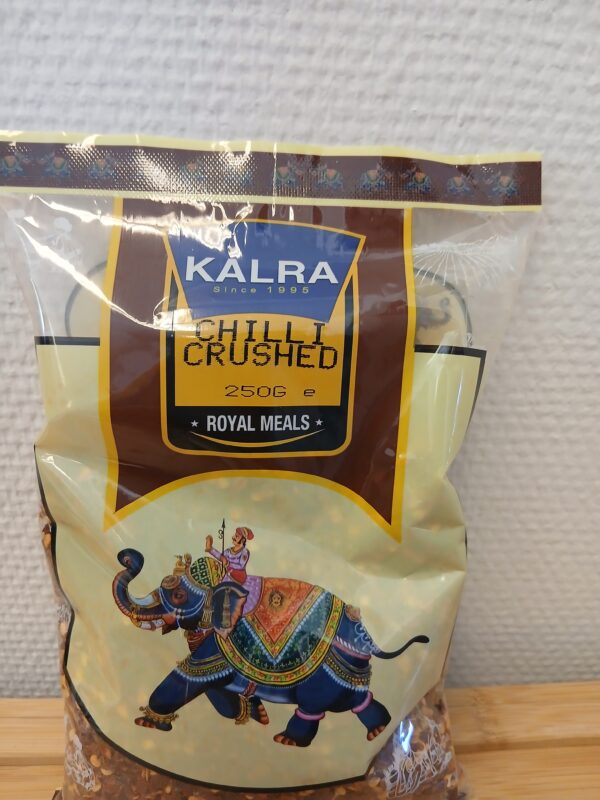 KALRA
Since 1995
CHILLI
CRUSHED
250G e
★ ROYAL MEALS ★